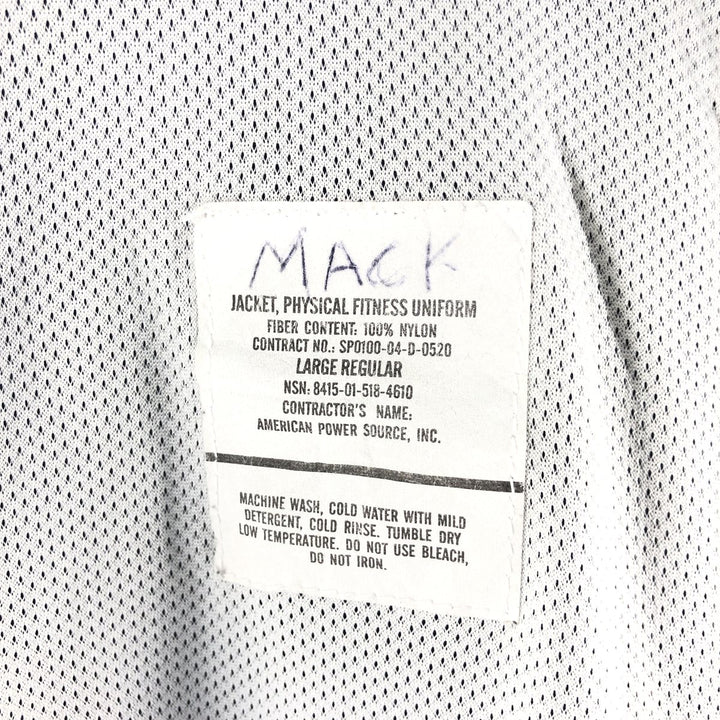 MACK
JACKET, PHYSICAL FITNESS UNIFORM
FIBER CONTENT: 100% NYLON
CONTRACT NO.: SPO100-04-D-0520
LARGE REGULAR
NSN: 8415-01-518-4610
CONTRACTOR'S NAME:
AMERICAN POWER SOURCE, INC.
MACHINE WASH, COLD WATER WITH MILD
DETERGENT, COLD RINSE. TUMBLE DRY
LOW TEMPERATURE. DO NOT USE BLEACH,
DO NOT IRON.